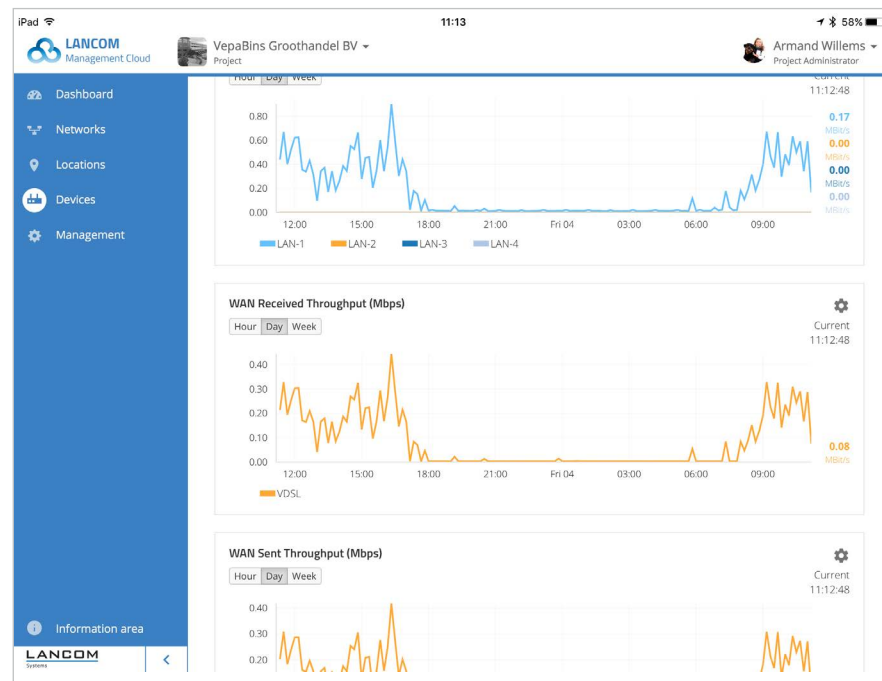 iPad 11:13 58%
LANCOM
Management Cloud
VepaBins Groothandel BV
Project
Armand Willems
Project Administrator
Dashboard
Networks
Locations
Devices
Management
Information area
LANCOM
Systems
Hour Day Week
Current
11:12:48
0.80
0.60
0.40
0.20
0.00
0.17
MBit/s
0.00
MBit/s
0.00
MBit/s
0.00
MBit/s
12:00 15:00 18:00 21:00 Fri 04 03:00 06:00 09:00
LAN-1 LAN-2 LAN-3 LAN-4
WAN Received Throughput (Mbps)
Hour Day Week
Current
11:12:48
0.40
0.30
0.20
0.10
0.00
0.08
MBit/s
12:00 15:00 18:00 21:00 Fri 04 03:00 06:00 09:00
VDSL
WAN Sent Throughput (Mbps)
Hour Day Week
Current
11:12:48
0.40
0.30
0.20